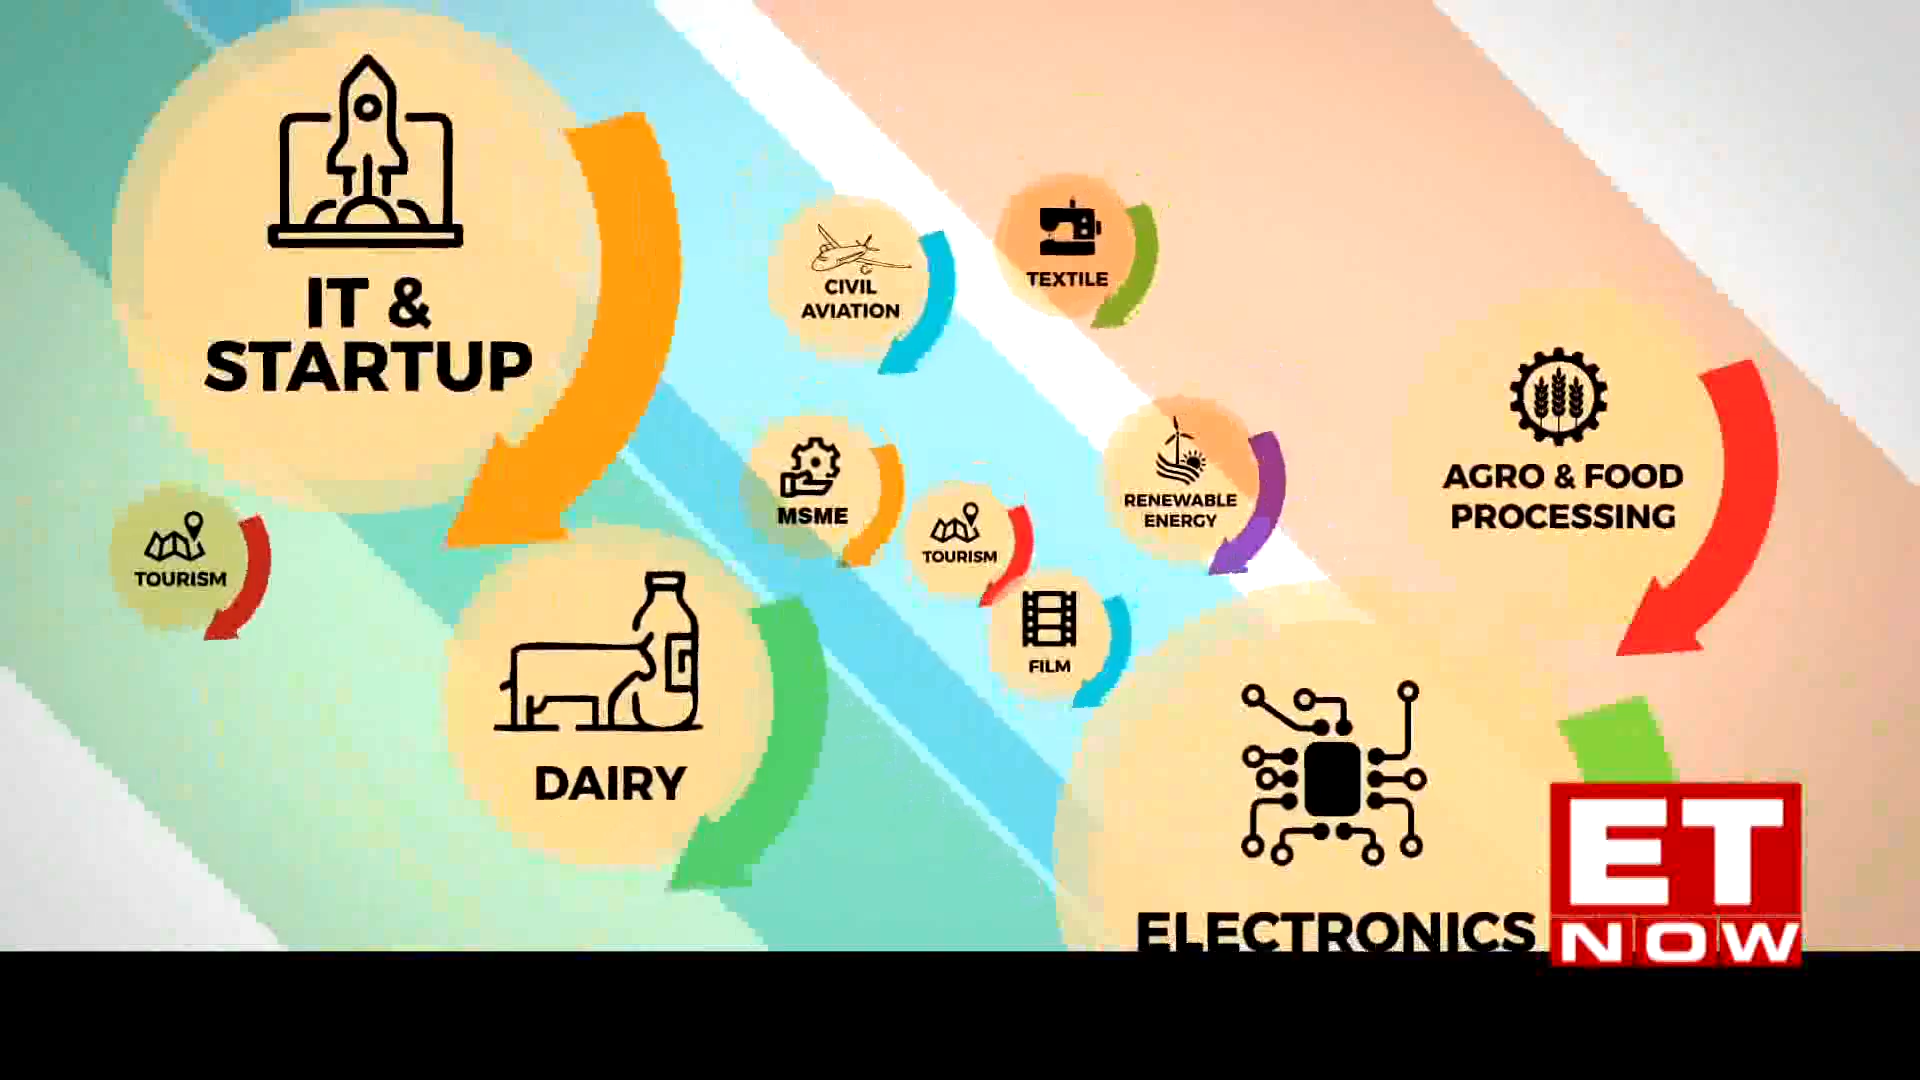 IT &
STARTUP
CIVIL
AVIATION
TEXTILE
AGRO & FOOD
PROCESSING
MSME
RENEWABLE
ENERGY
TOURISM
TOURISM
FILM
DAIRY
ELECTRONICS
ET
NOW